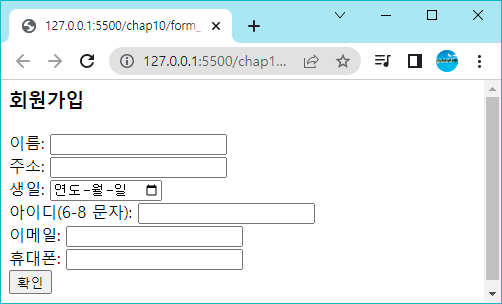 127.0.0.1:5500/chap10/form_
127.0.0.1:5500/chap1...
회원가입
이름:
주소:
생일: 연도-월-일
아이디(6-8 문자):
이메일:
휴대폰:
확인